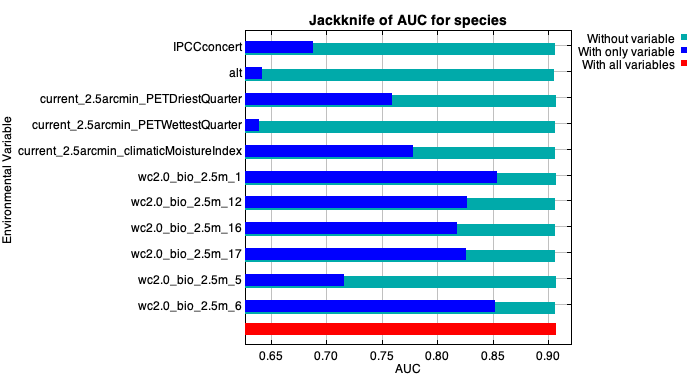 Jackknife of AUC for species
Without variable
With only variable
With all variables
Environmental Variable
IPCCconcert
alt
current_2.5arcmin_PETDriestQuarter
current_2.5arcmin_PETWettestQuarter
current_2.5arcmin_climaticMoistureIndex
wc2.0_bio_2.5m_1
wc2.0_bio_2.5m_12
wc2.0_bio_2.5m_16
wc2.0_bio_2.5m_17
wc2.0_bio_2.5m_5
wc2.0_bio_2.5m_6
0.65 0.70 0.75 0.80 0.85 0.90
AUC